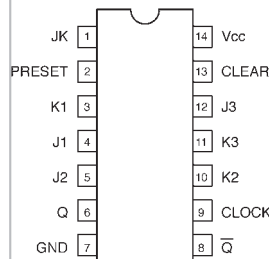 JK 1 14 Vcc
PRESET 2 13 CLEAR
K1 3 12 J3
J1 4 11 K3
J2 5 10 K2
Q 6 9 CLOCK
GND 7 8 Q̅